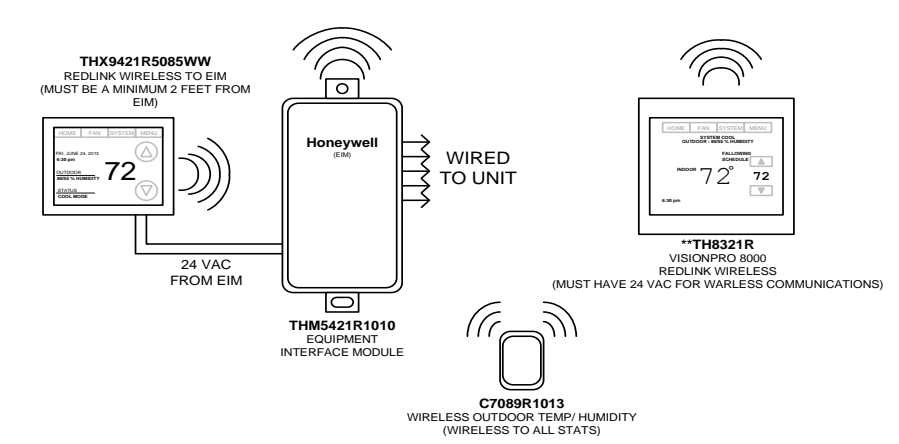 THX9421R5085WW
REDLINK WIRELESS TO EIM
(MUST BE A MINIMUM 2 FEET FROM
EIM)
HOME FAN SYSTEM MENU
FRI, JUNE 24, 2013
6:30 pm
72
OUTDOOR
80/55 % HUMIDITY
STATUS
COOL MODE
24 VAC
FROM EIM
Honeywell
(EIM)
WIRED
TO UNIT
THM5421R1010
EQUIPMENT
INTERFACE MODULE
HOME FAN SYSTEM MENU
SYSTEM COOL
OUTDOOR : 80/55 % HUMIDITY
FALLOWING
SCHEDULE
INDOOR 72° 72
6:30 pm
**TH8321R
VISIONPRO 8000
REDLINK WIRELESS
(MUST HAVE 24 VAC FOR WARLESS COMMUNICATIONS)
C7089R1013
WIRELESS OUTDOOR TEMP/ HUMIDITY
(WIRELESS TO ALL STATS)